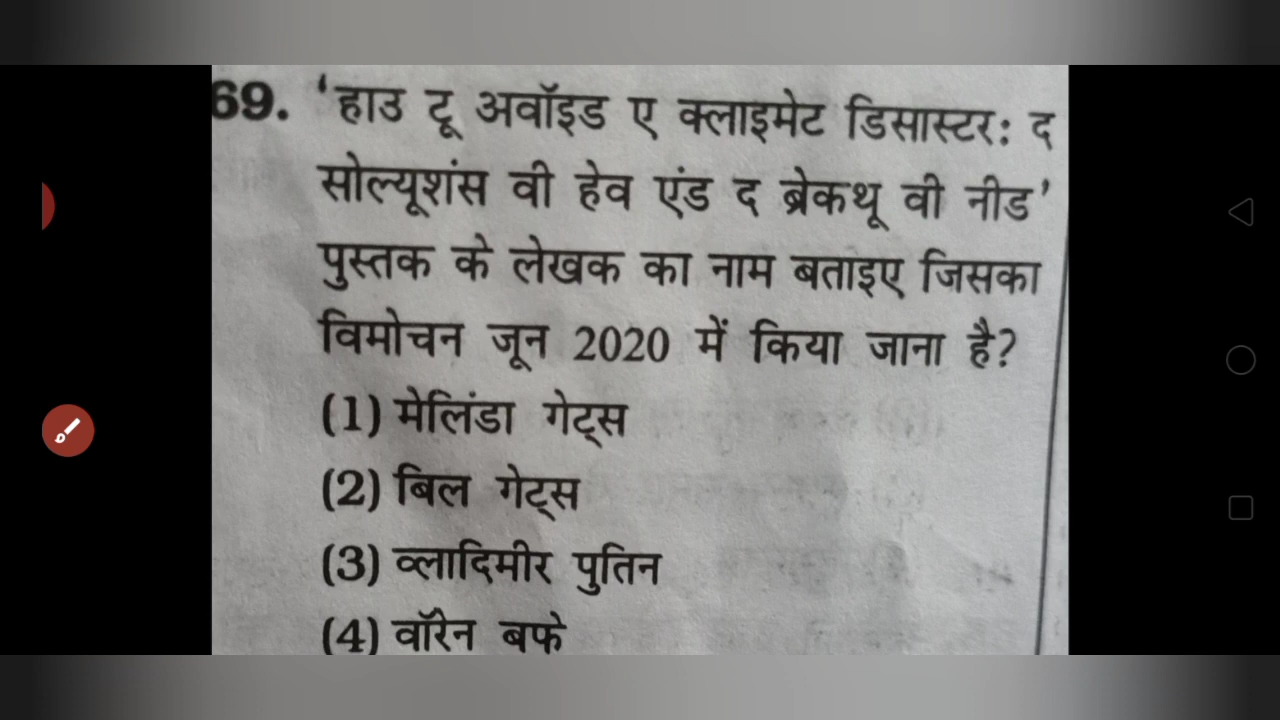 69. ‘हाउ टू अवॉइड ए क्लाइमेट डिसास्टर: द
सोल्यूशंस वी हेव एंड द ब्रेकथ्रू वी नीड’
पुस्तक के लेखक का नाम बताइए जिसका
विमोचन जून 2020 में किया जाना है?
(1) मेलिंडा गेट्स
(2) बिल गेट्स
(3) व्लादिमीर पुतिन
(4) वॉरेन बफे